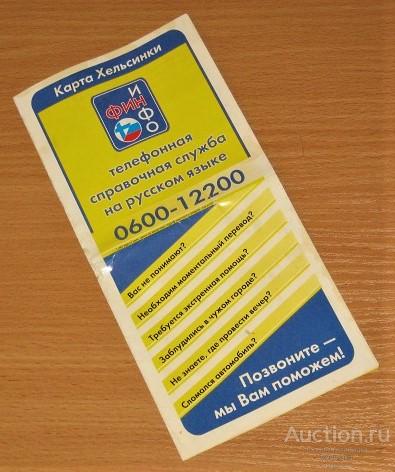 Карта Хельсинки
ФИН
ИНФО
телефонная
справочная служба
на русском языке
0600-12200
Вас не понимают?
Необходим моментальный перевод?
Требуется экстренная помощь?
Заблудились в чужом городе?
Не знаете, где провести вечер?
Сломался автомобиль?
Позвоните —
мы Вам поможем!
Auction.ru